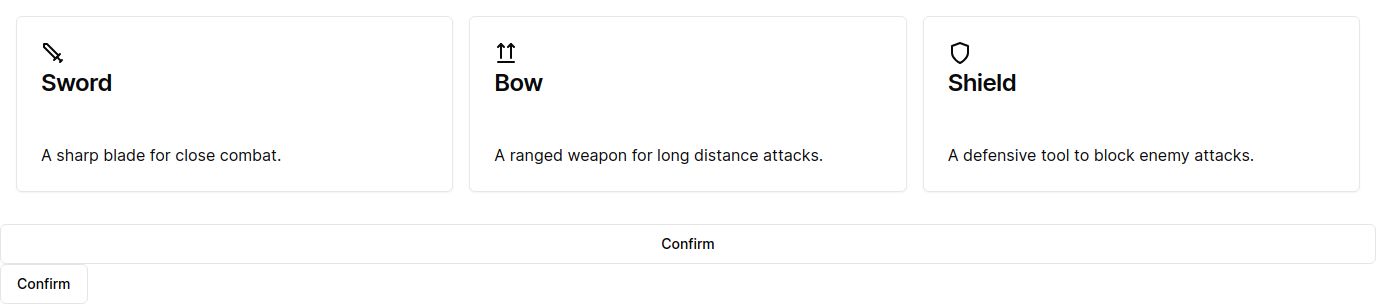 Sword
A sharp blade for close combat.
Bow
A ranged weapon for long distance attacks.
Shield
A defensive tool to block enemy attacks.
Confirm
Confirm